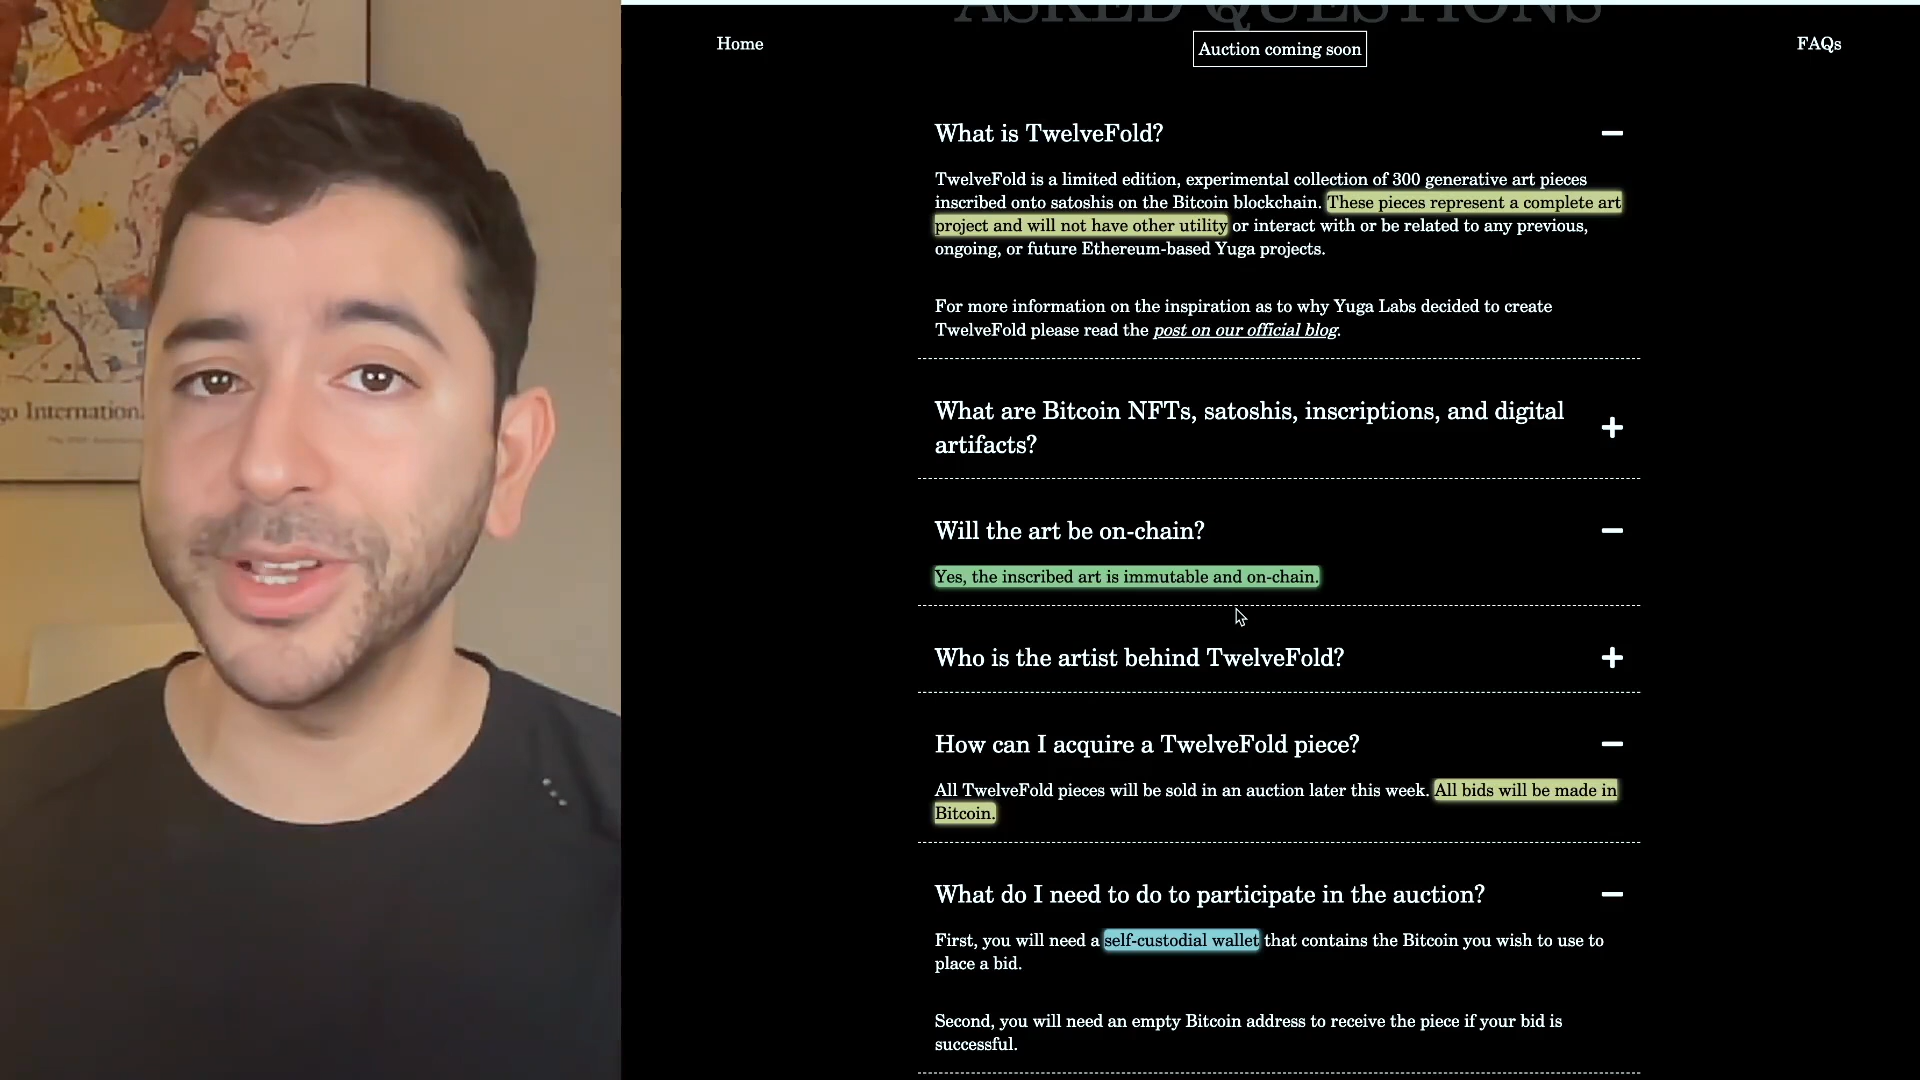 ASKED QUESTIONS
Home
Auction coming soon
FAQs
What is TwelveFold?
TwelveFold is a limited edition, experimental collection of 300 generative art pieces
inscribed onto satoshis on the Bitcoin blockchain. These pieces represent a complete art
project and will not have other utility or interact with or be related to any previous,
ongoing, or future Ethereum-based Yuga projects.
For more information on the inspiration as to why Yuga Labs decided to create
TwelveFold please read the post on our official blog.
What are Bitcoin NFTs, satoshis, inscriptions, and digital
artifacts?
Will the art be on-chain?
Yes, the inscribed art is immutable and on-chain.
Who is the artist behind TwelveFold?
How can I acquire a TwelveFold piece?
All TwelveFold pieces will be sold in an auction later this week. All bids will be made in
Bitcoin.
What do I need to do to participate in the auction?
First, you will need a self-custodial wallet that contains the Bitcoin you wish to use to
place a bid.
Second, you will need an empty Bitcoin address to receive the piece if your bid is
successful.
go International